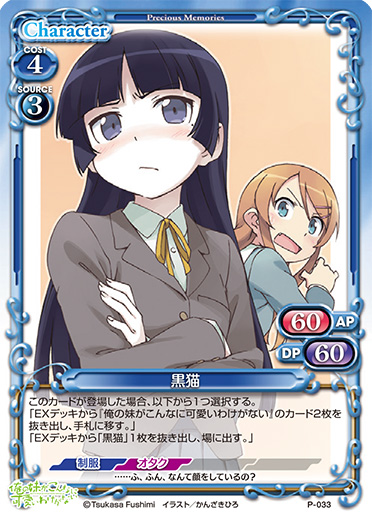 Precious Memories
Character
COST
4
SOURCE
3
60 AP
DP 60
黒猫
このカードが登場した場合、以下から1つ選択する。
「EXデッキから『俺の妹がこんなに可愛いわけがない』のカード2枚を
抜き出し、手札に移す。」
「EXデッキから「黒猫」1枚を抜き出し、場に出す。」
制服 オタク
……ふ、ふん、なんて顔をしているの?
©Tsukasa Fushimi イラスト/かんざきひろ P-033